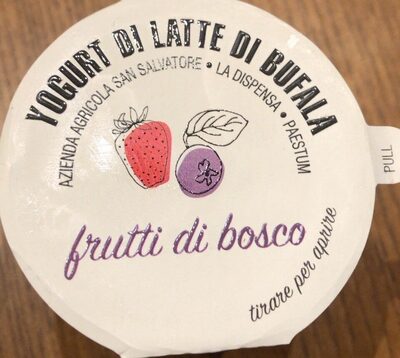 YOGURT DI LATTE DI BUFALA
AZIENDA AGRICOLA SAN SALVATORE • LA DISPENSA • PAESTUM
frutti di bosco
tirare per aprire
PULL